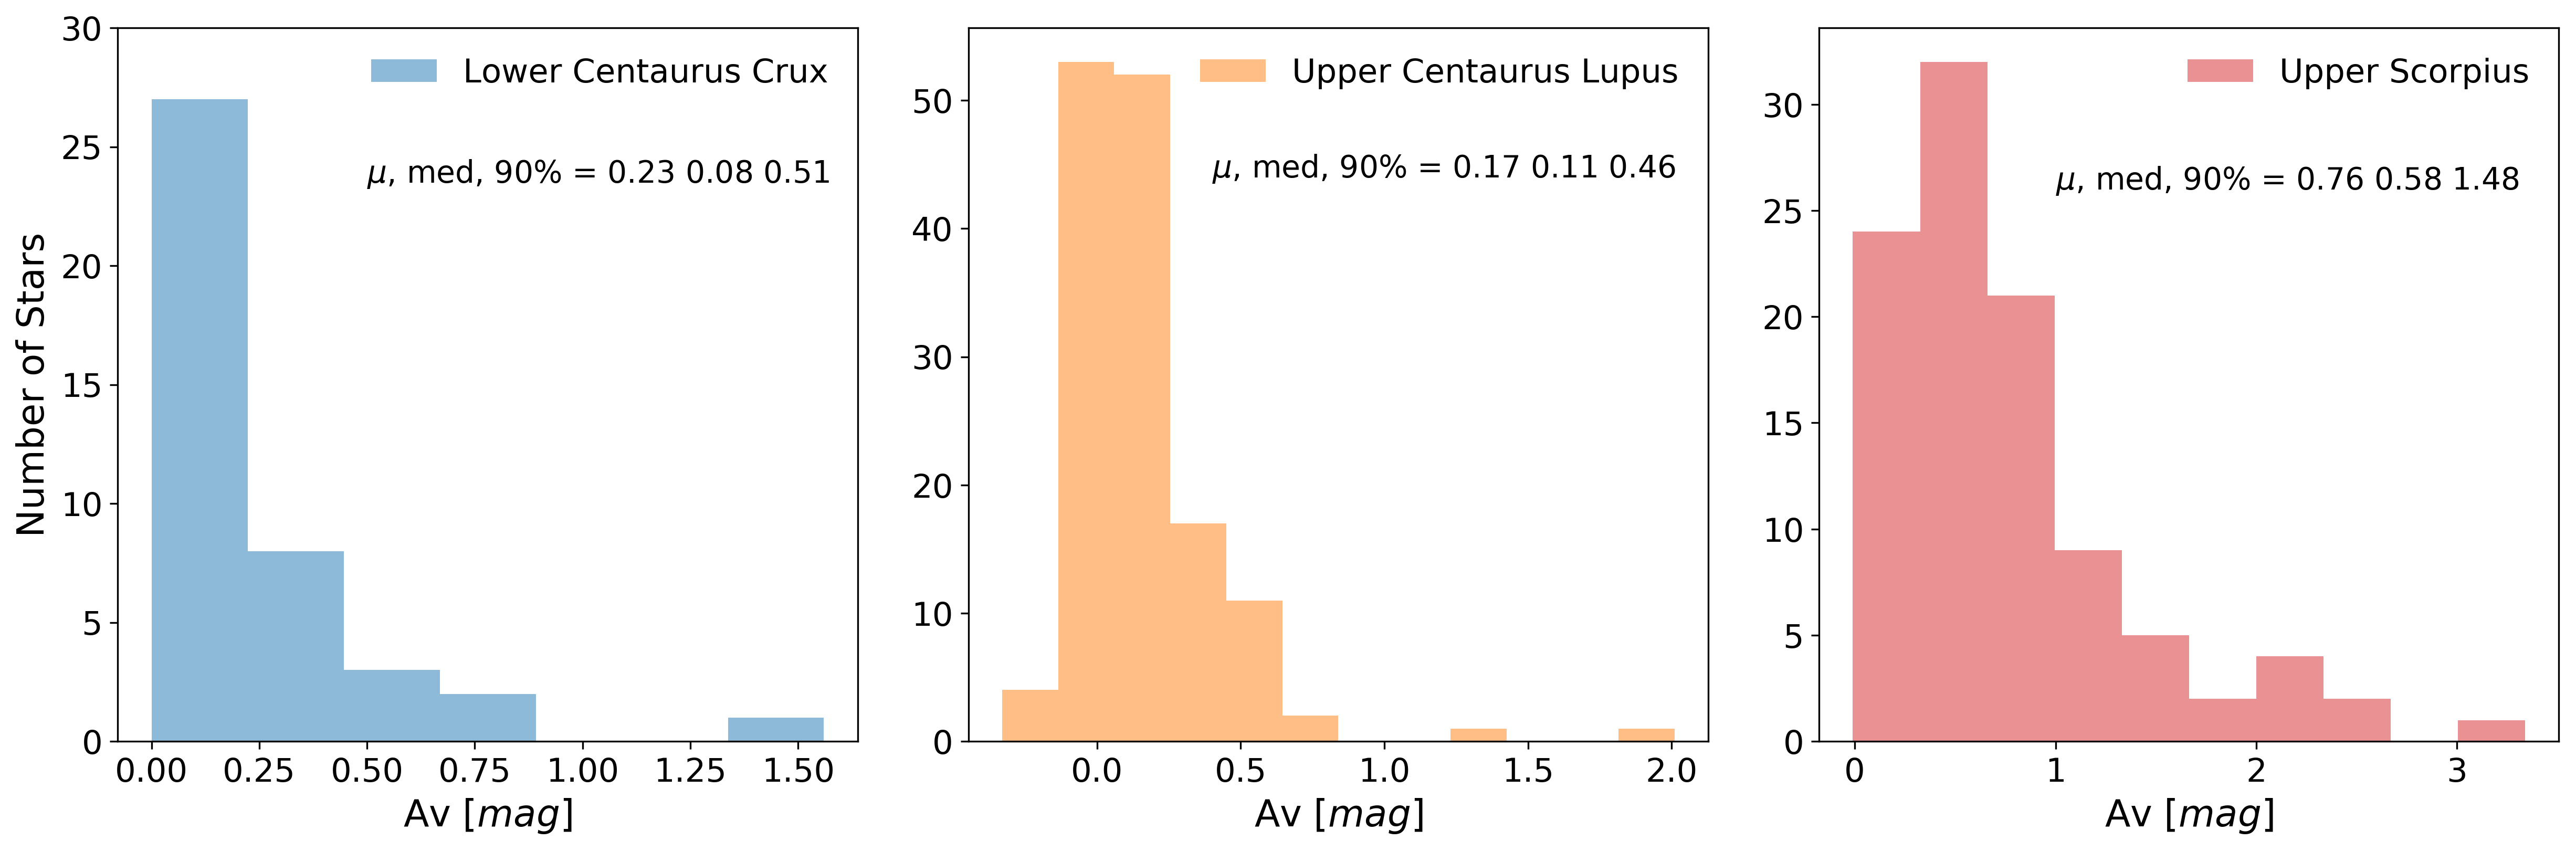 30
25
20
15
10
5
0
Number of Stars
Lower Centaurus Crux
μ, med, 90% = 0.23 0.08 0.51
0.00 0.25 0.50 0.75 1.00 1.25 1.50
Av [mag]
50
40
30
20
10
0
Upper Centaurus Lupus
μ, med, 90% = 0.17 0.11 0.46
0.0 0.5 1.0 1.5 2.0
Av [mag]
30
25
20
15
10
5
0
Upper Scorpius
μ, med, 90% = 0.76 0.58 1.48
0 1 2 3
Av [mag]